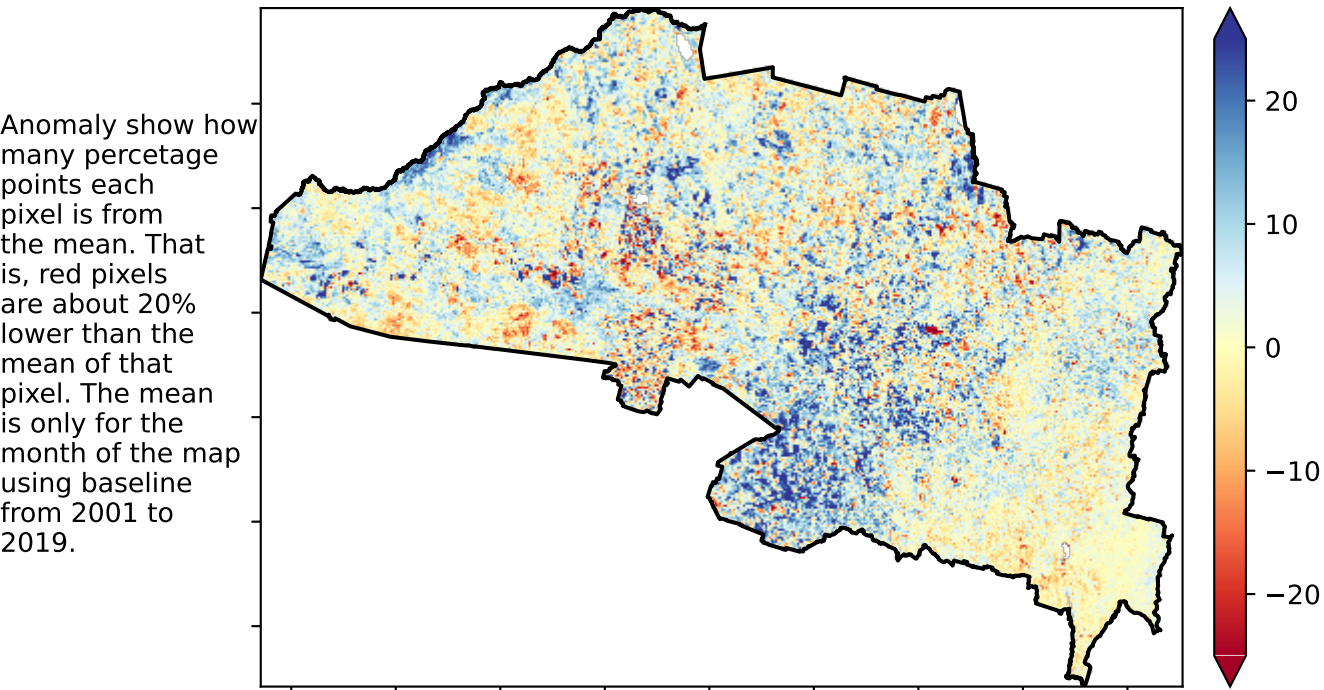 Anomaly show how
many percetage
points each
pixel is from
the mean. That
is, red pixels
are about 20%
lower than the
mean of that
pixel. The mean
is only for the
month of the map
using baseline
from 2001 to
2019.
20
10
0
−10
−20